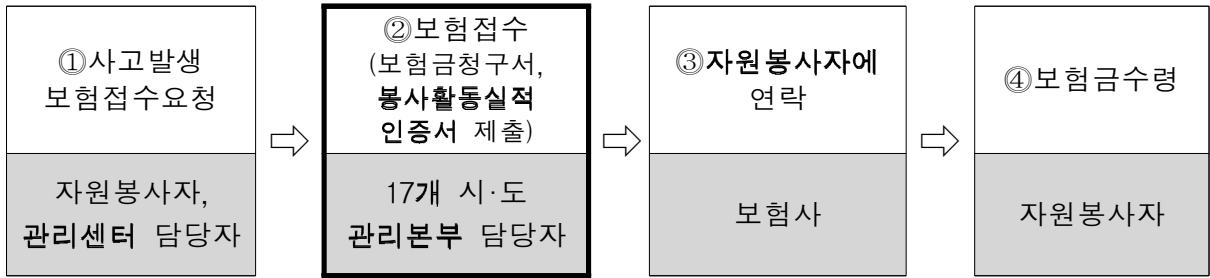 ①사고발생
보험접수요청
자원봉사자,
관리센터 담당자
②보험접수
(보험금청구서,
봉사활동실적
인증서 제출)
17개 시·도
관리본부 담당자
③자원봉사자에
연락
보험사
④보험금수령
자원봉사자